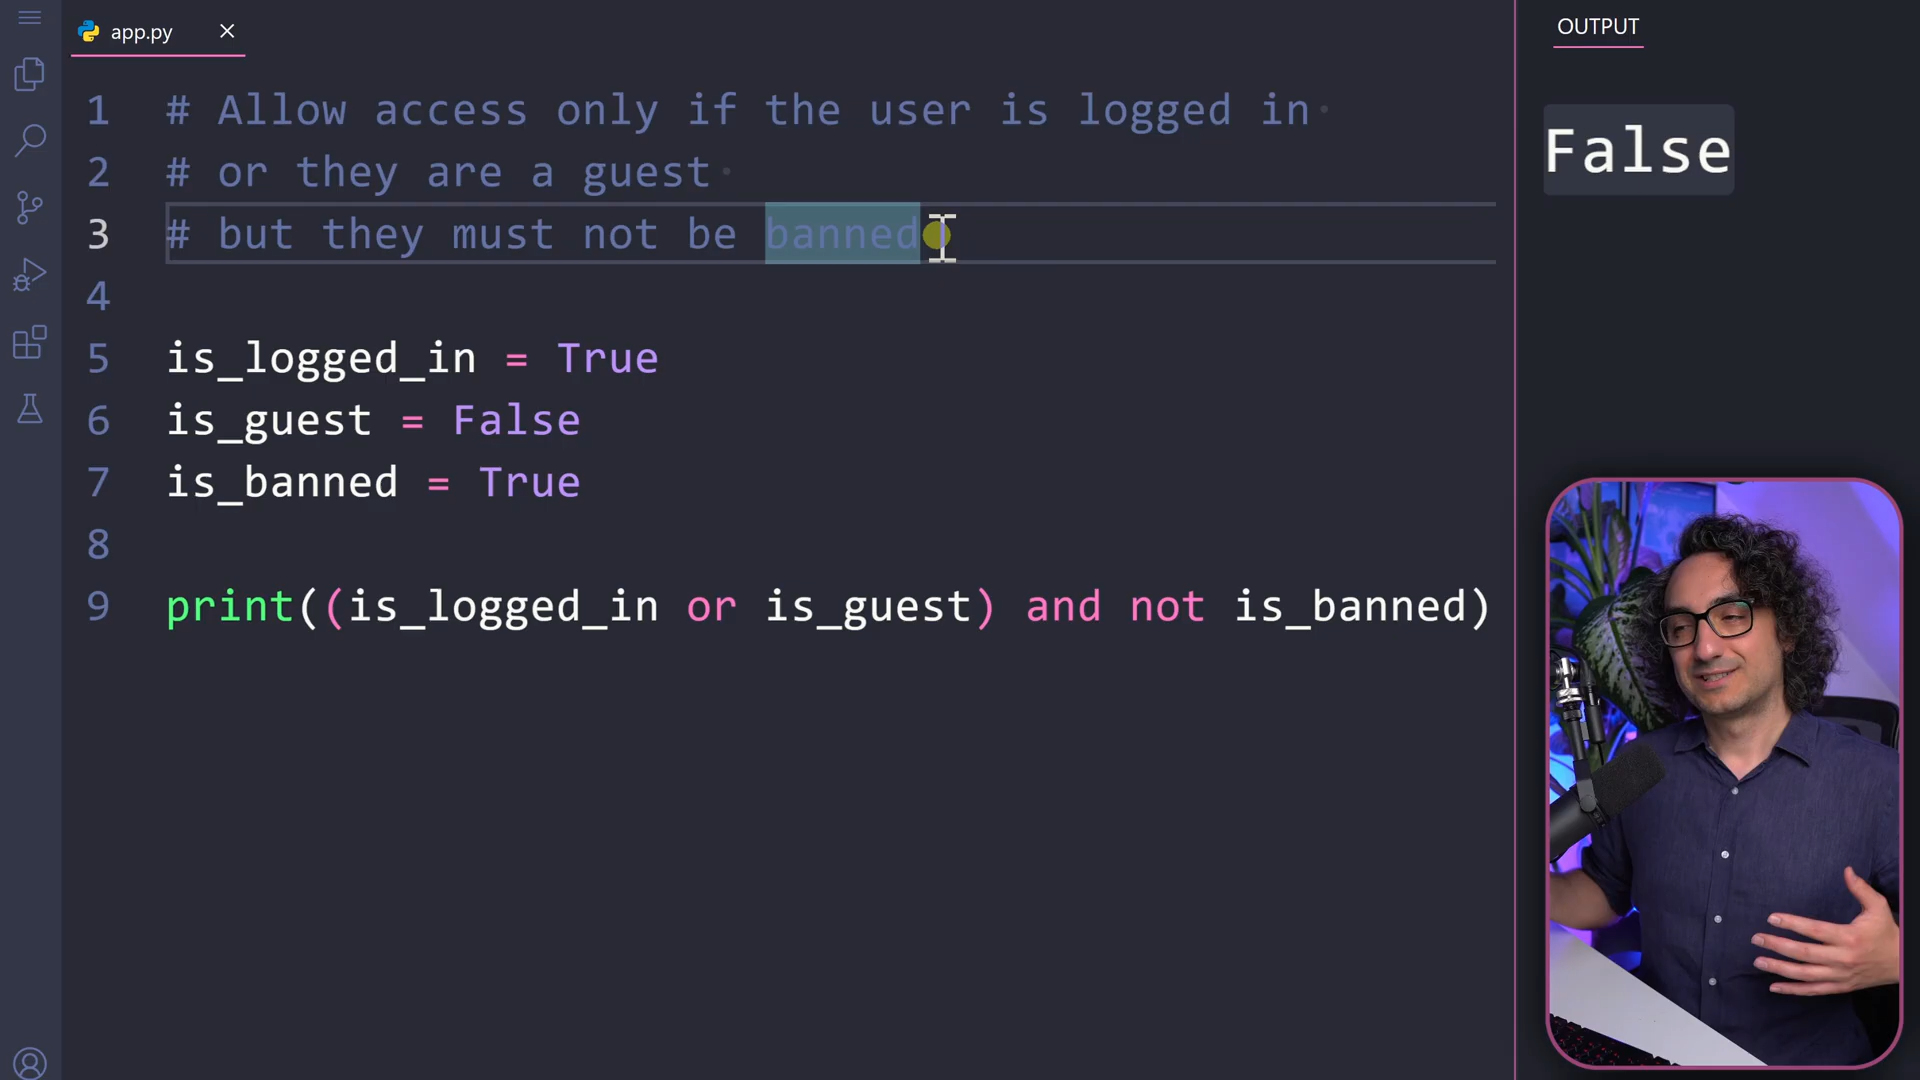 app.py
1 # Allow access only if the user is logged in
2 # or they are a guest
3 # but they must not be banned
4
5 is_logged_in = True
6 is_guest = False
7 is_banned = True
8
9 print((is_logged_in or is_guest) and not is_banned)
OUTPUT
False